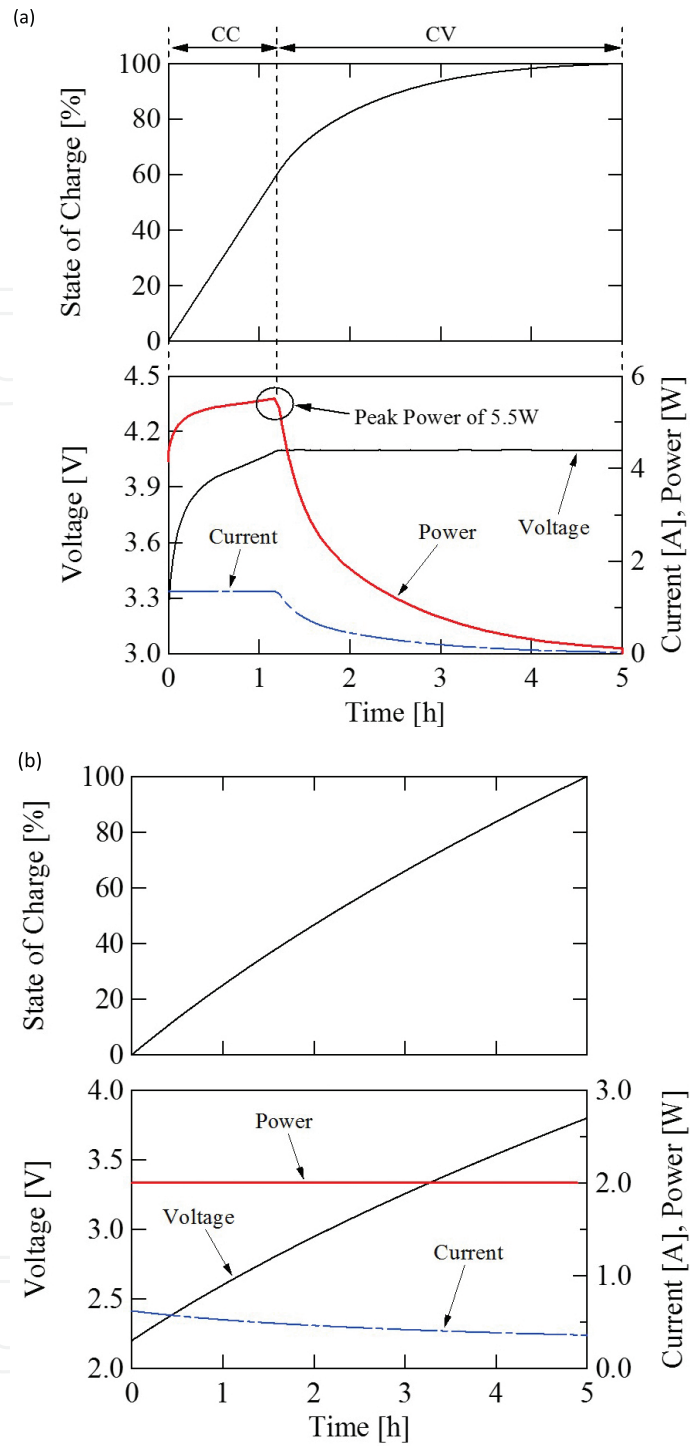 (a)
CC
CV
State of Charge [%]
100
80
60
40
20
0
Voltage [V]
4.5
4.2
3.9
3.6
3.3
3.0
Peak Power of 5.5W
Current
Power
Voltage
6
4
2
0
Current [A], Power [W]
0
1
2
3
4
5
Time [h]
(b)
State of Charge [%]
100
80
60
40
20
0
Voltage [V]
4.0
3.5
3.0
2.5
2.0
Power
Voltage
Current
3.0
2.0
1.0
0.0
Current [A], Power [W]
0
1
2
3
4
5
Time [h]